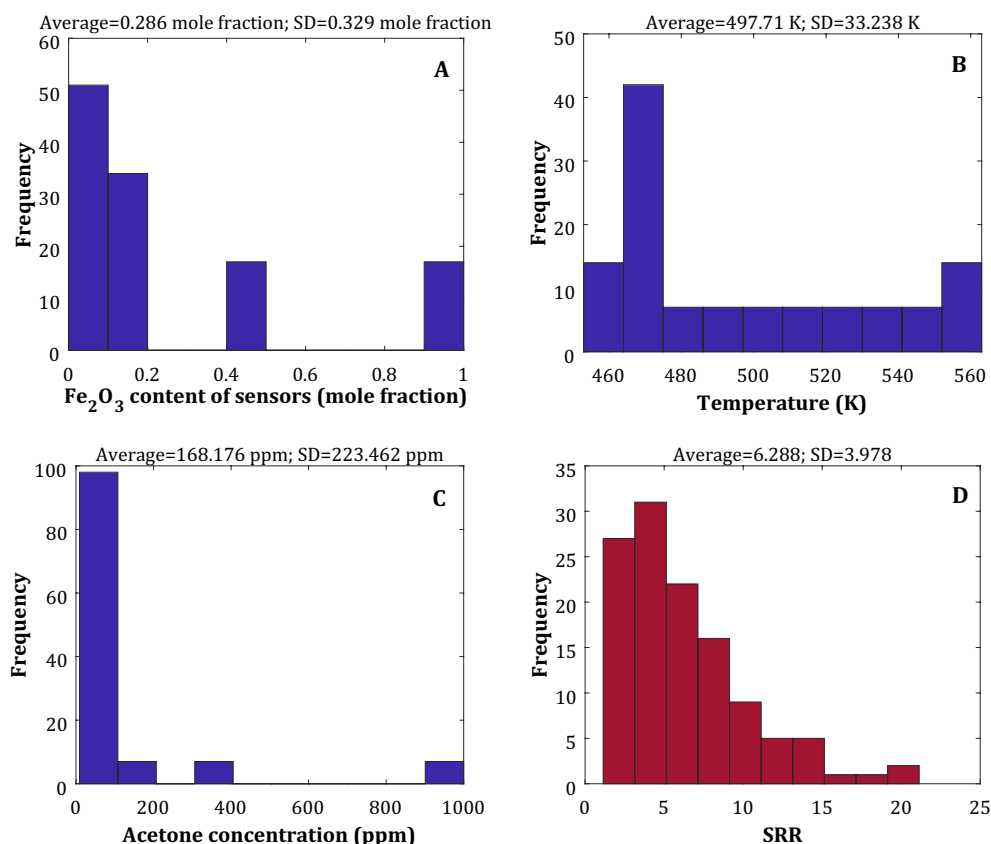 Average=0.286 mole fraction; SD=0.329 mole fraction
A
Frequency
60
50
40
30
20
10
0
0 0.2 0.4 0.6 0.8 1
Fe₂O₃ content of sensors (mole fraction)
Average=497.71 K; SD=33.238 K
B
Frequency
50
40
30
20
10
0
460 480 500 520 540 560
Temperature (K)
Average=168.176 ppm; SD=223.462 ppm
C
Frequency
100
80
60
40
20
0
0 200 400 600 800 1000
Acetone concentration (ppm)
Average=6.288; SD=3.978
D
Frequency
35
30
25
20
15
10
5
0
0 5 10 15 20 25
SRR